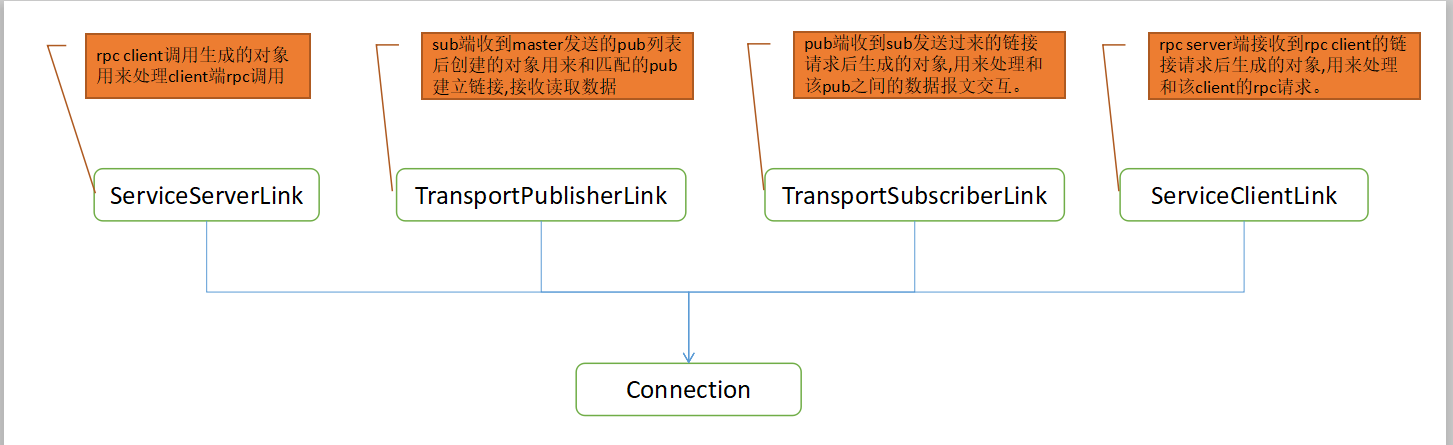 rpc client调用生成的对象
用来处理client端rpc调用
sub端收到master发送的pub列表
后创建的对象用来和匹配的pub
建立链接,接收读取数据
pub端收到sub发送过来的链接
请求后生成的对象,用来处理和
该pub之间的数据报文交互。
rpc server端接收到rpc client的链
接请求后生成的对象,用来处理
和该client的rpc请求。
ServiceServerLink
TransportPublisherLink
TransportSubscriberLink
ServiceClientLink
Connection